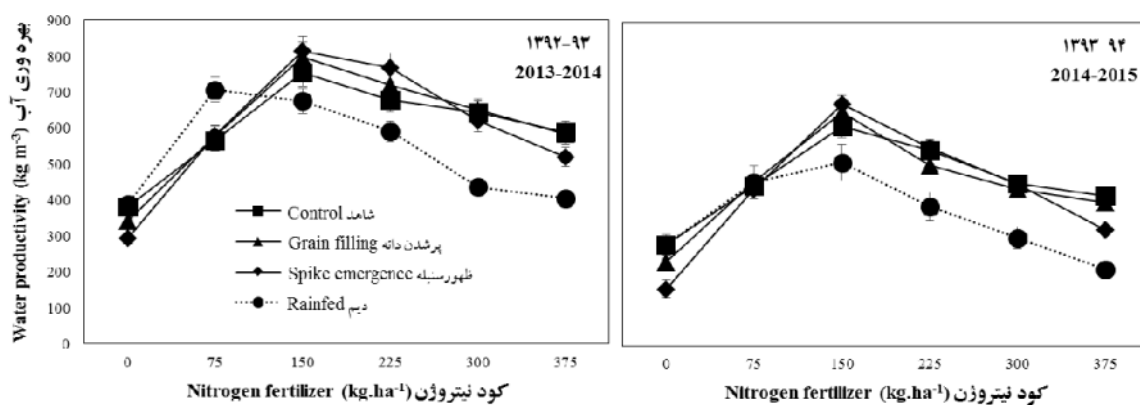 Water productivity (kg m⁻³) بهره وری آب
900
800
700
600
500
400
300
200
100
0
۱۳۹۲-۹۳
2013-2014
Control شاهد
Grain filling پرشدن دانه
Spike emergence ظهورسنبله
Rainfed دیم
0 75 150 225 300 375
Nitrogen fertilizer (kg.ha⁻¹) کود نیتروژن
۱۳۹۳ ۹۴
2014-2015
0 75 150 225 300 375
Nitrogen fertilizer (kg.ha⁻¹) کود نیتروژن